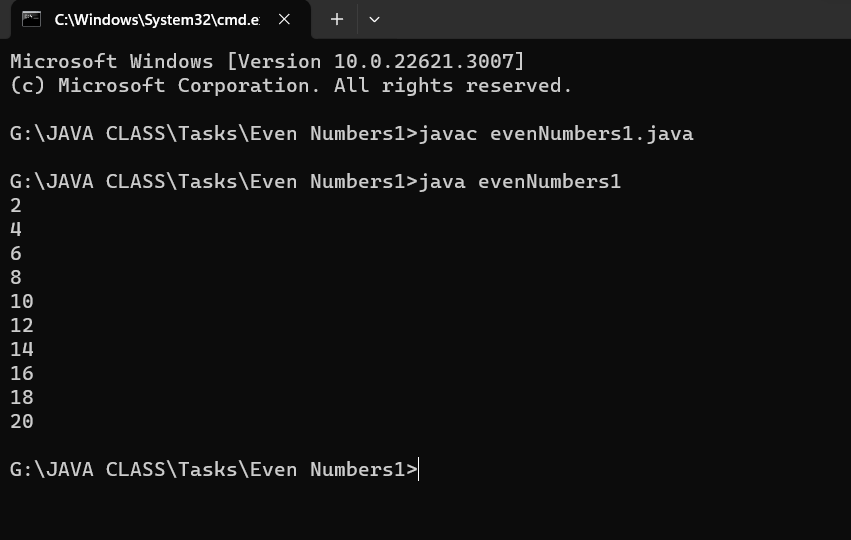 C:\Windows\System32\cmd.e
Microsoft Windows [Version 10.0.22621.3007]
(c) Microsoft Corporation. All rights reserved.
G:\JAVA CLASS\Tasks\Even Numbers1>javac evenNumbers1.java
G:\JAVA CLASS\Tasks\Even Numbers1>java evenNumbers1
2
4
6
8
10
12
14
16
18
20
G:\JAVA CLASS\Tasks\Even Numbers1>